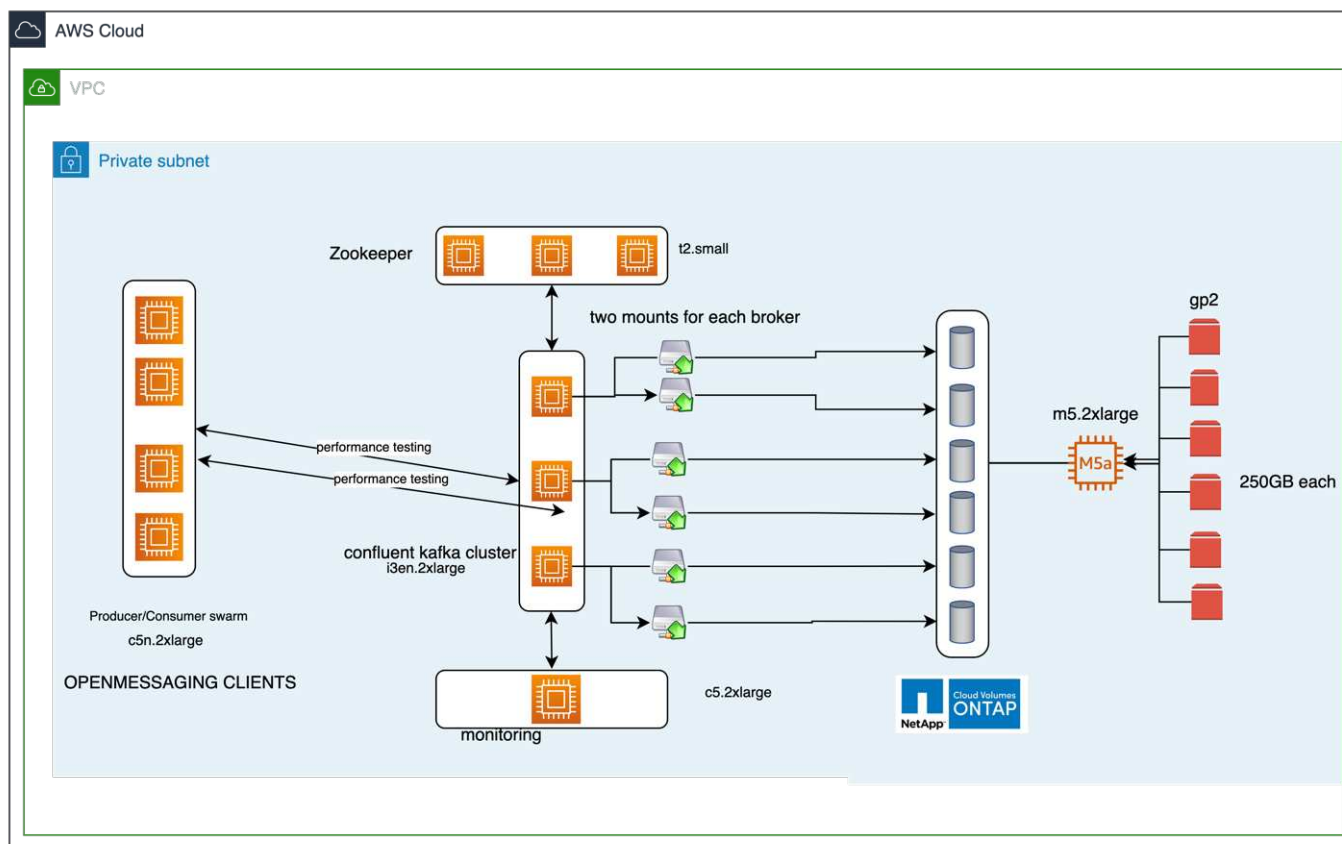 AWS Cloud
VPC
Private subnet
Zookeeper
t2.small
two mounts for each broker
gp2
m5.2xlarge
M5a
250GB each
performance testing
performance testing
confluent kafka cluster
i3en.2xlarge
Producer/Consumer swarm
c5n.2xlarge
OPENMESSAGING CLIENTS
c5.2xlarge
monitoring
NetApp
Cloud Volumes
ONTAP